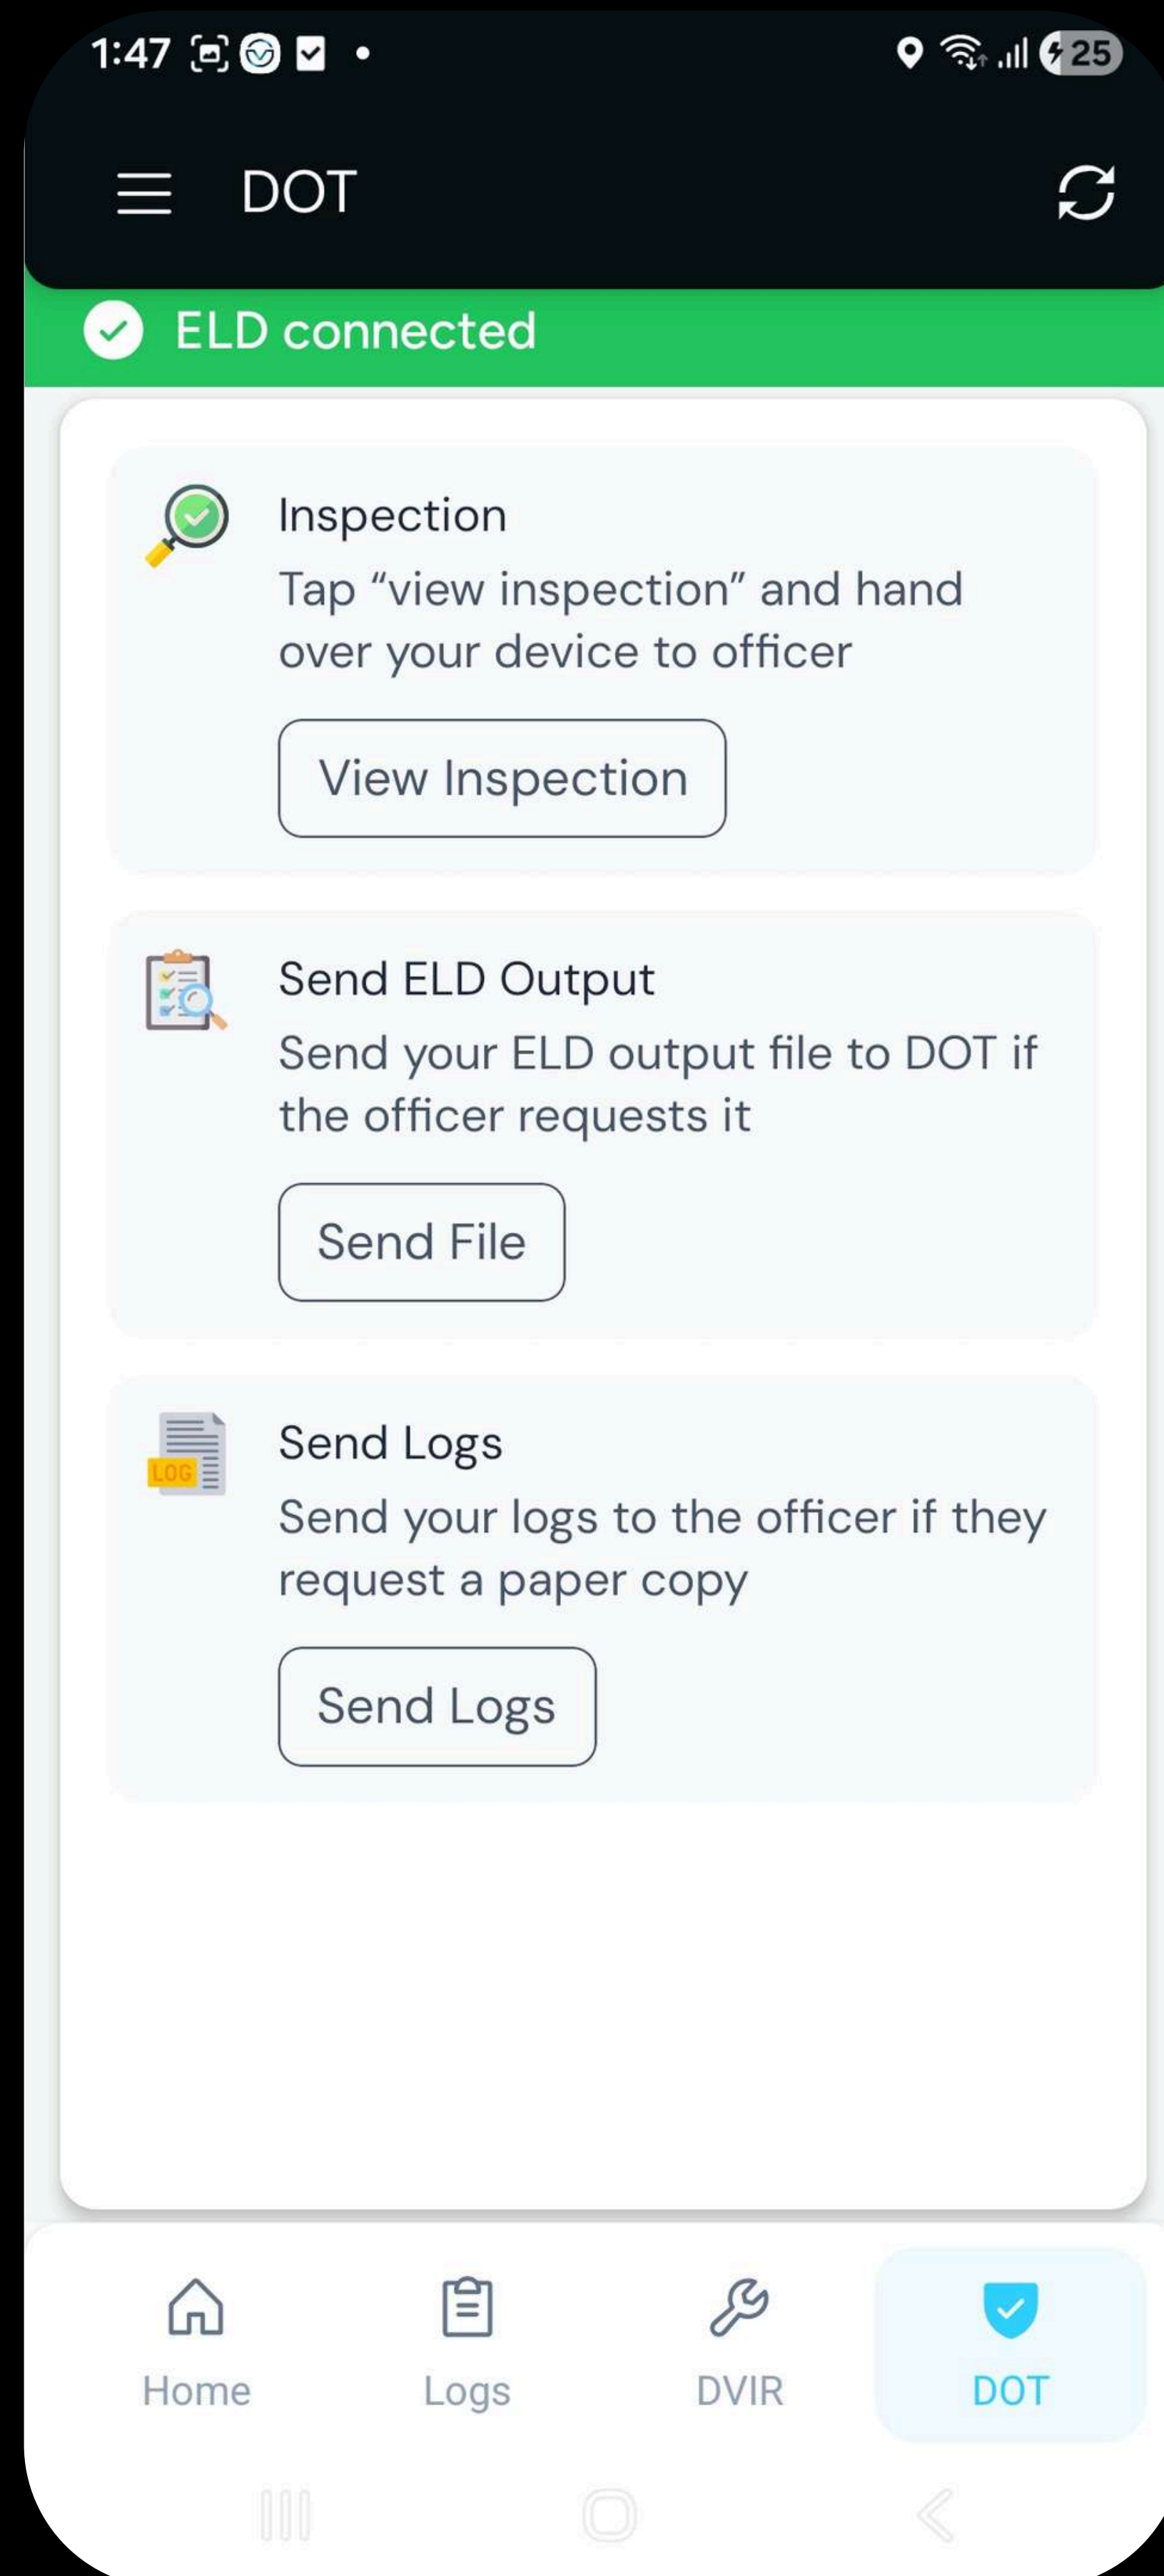 1:47
25
DOT
ELD connected
Inspection
Tap “view inspection” and hand
over your device to officer
View Inspection
Send ELD Output
Send your ELD output file to DOT if
the officer requests it
Send File
LOG
Send Logs
Send your logs to the officer if they
request a paper copy
Send Logs
Home
Logs
DVIR
DOT